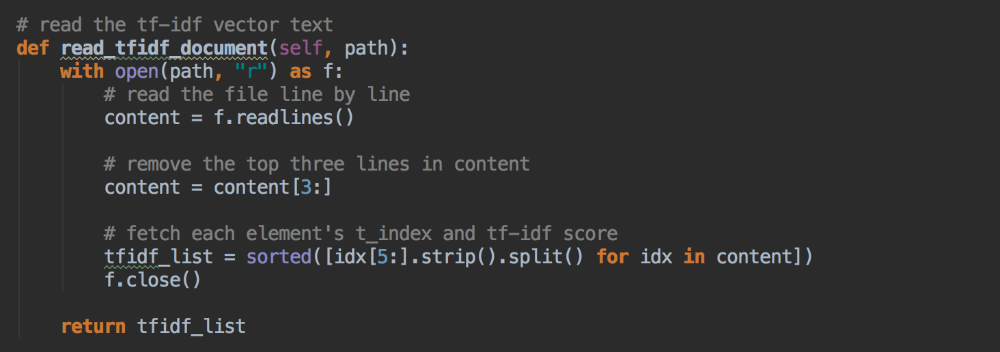 # read the tf-idf vector text
def read_tfidf_document(self, path):
    with open(path, "r") as f:
        # read the file line by line
        content = f.readlines()

        # remove the top three lines in content
        content = content[3:]

        # fetch each element's t_index and tf-idf score
        tfidf_list = sorted([idx[5:].strip().split() for idx in content])
        f.close()

    return tfidf_list